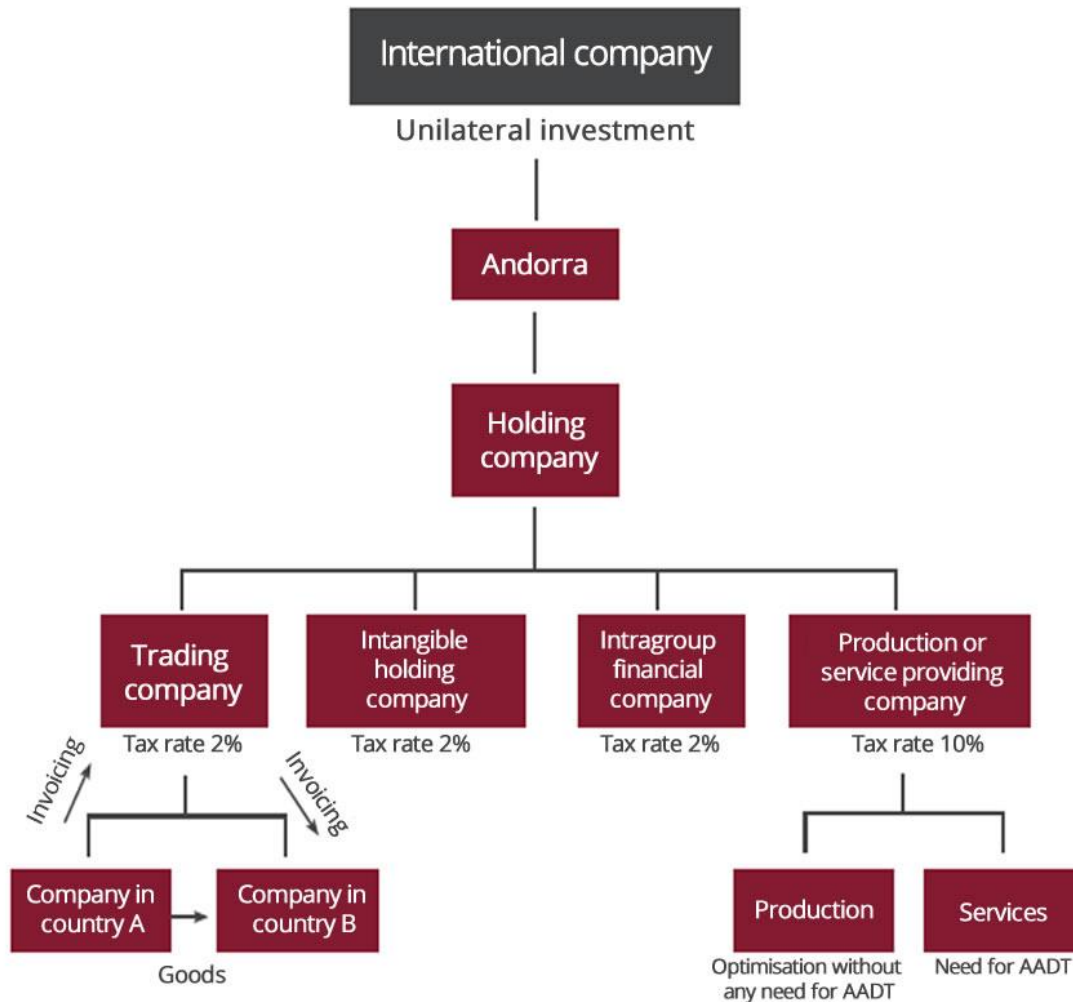 International company
Unilateral investment
Andorra
Holding
company
Trading
company
Tax rate 2%
Intangible
holding
company
Tax rate 2%
Intragroup
financial
company
Tax rate 2%
Production or
service providing
company
Tax rate 10%
Invoicing
Invoicing
Company in
country A
Company in
country B
Goods
Production
Optimisation without
any need for AADT
Services
Need for AADT